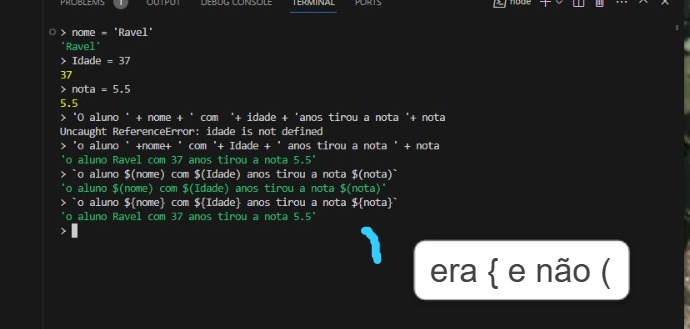 PROBLEMS 1 OUTPUT DEBUG CONSOLE TERMINAL PORTS node
> nome = 'Ravel'
'Ravel'
> Idade = 37
37
> nota = 5.5
5.5
> 'O aluno ' + nome + ' com  '+ idade + 'anos tirou a nota '+ nota
Uncaught ReferenceError: idade is not defined
> 'o aluno ' +nome+ ' com '+ Idade + ' anos tirou a nota ' + nota
'o aluno Ravel com 37 anos tirou a nota 5.5'
> `o aluno $(nome) com $(Idade) anos tirou a nota $(nota)`
'o aluno $(nome) com $(Idade) anos tirou a nota $(nota)'
> `o aluno ${nome} com ${Idade} anos tirou a nota ${nota}`
'o aluno Ravel com 37 anos tirou a nota 5.5'
>
era { e não (